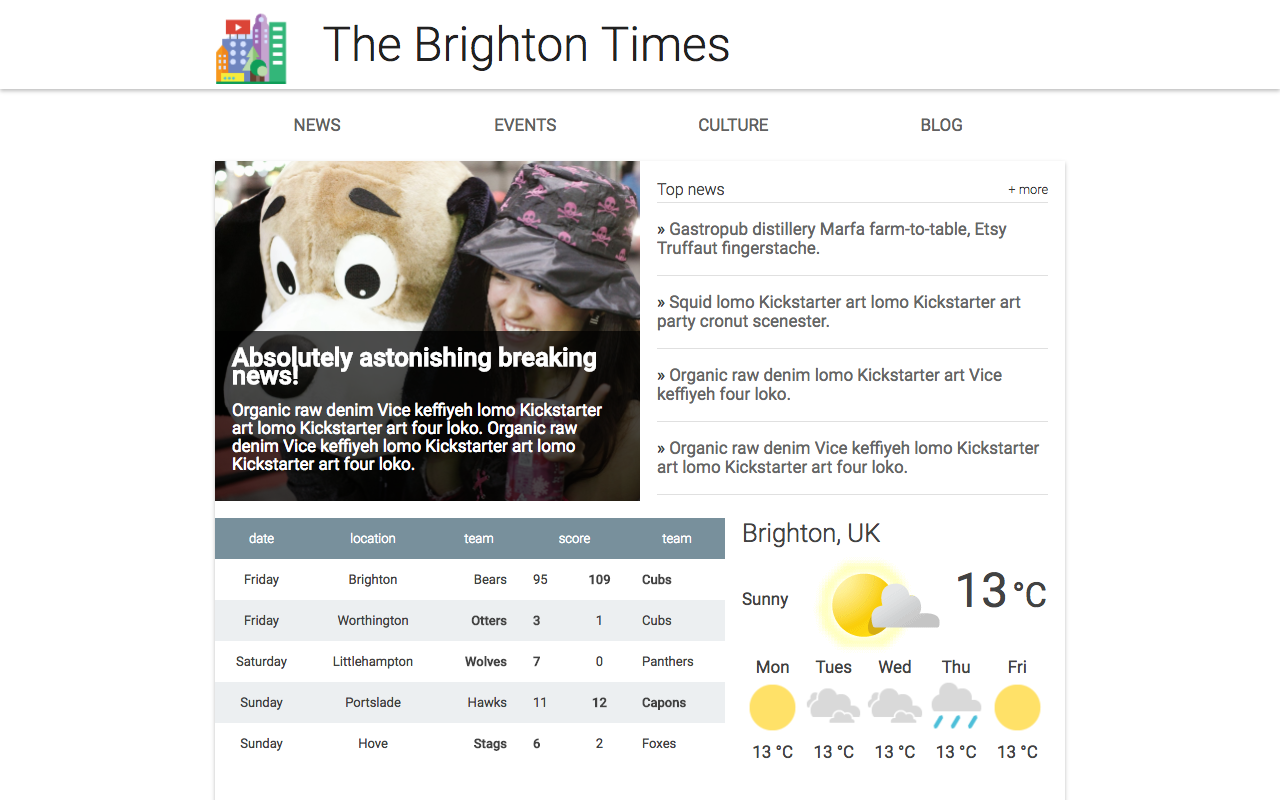 The Brighton Times
NEWS EVENTS CULTURE BLOG
Absolutely astonishing breaking
news!
Organic raw denim Vice keffiyeh lomo Kickstarter
art lomo Kickstarter art four loko. Organic raw
denim Vice keffiyeh lomo Kickstarter art lomo
Kickstarter art four loko.
Top news + more
» Gastropub distillery Marfa farm-to-table, Etsy
Truffaut fingerstache.
» Squid lomo Kickstarter art lomo Kickstarter art
party cronut scenester.
» Organic raw denim lomo Kickstarter art Vice
keffiyeh four loko.
» Organic raw denim Vice keffiyeh lomo Kickstarter
art lomo Kickstarter art four loko.
date location team score team
Friday Brighton Bears 95 109 Cubs
Friday Worthington Otters 3 1 Cubs
Saturday Littlehampton Wolves 7 0 Panthers
Sunday Portslade Hawks 11 12 Capons
Sunday Hove Stags 6 2 Foxes
Brighton, UK
Sunny 13 °C
Mon Tues Wed Thu Fri
13 °C 13 °C 13 °C 13 °C 13 °C